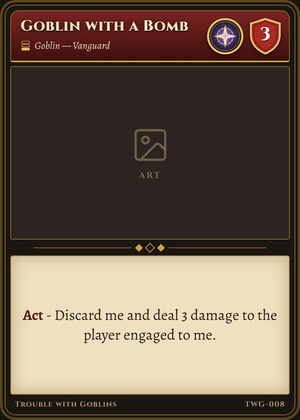 Goblin with a Bomb
3
Goblin — Vanguard
ART
Act - Discard me and deal 3 damage to the
player engaged to me.
Trouble with Goblins
TWG-008